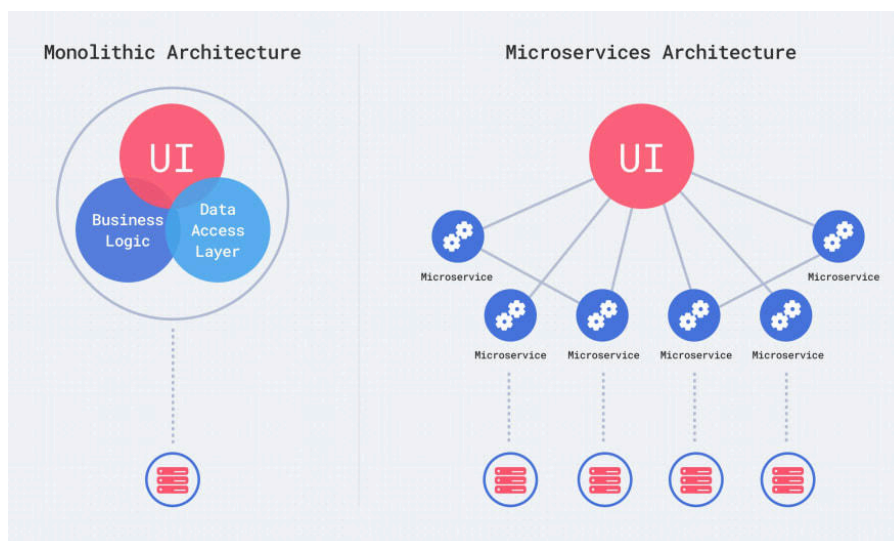 Monolithic Architecture
UI
Business
Logic
Data
Access
Layer
Microservices Architecture
UI
Microservice
Microservice
Microservice
Microservice
Microservice
Microservice